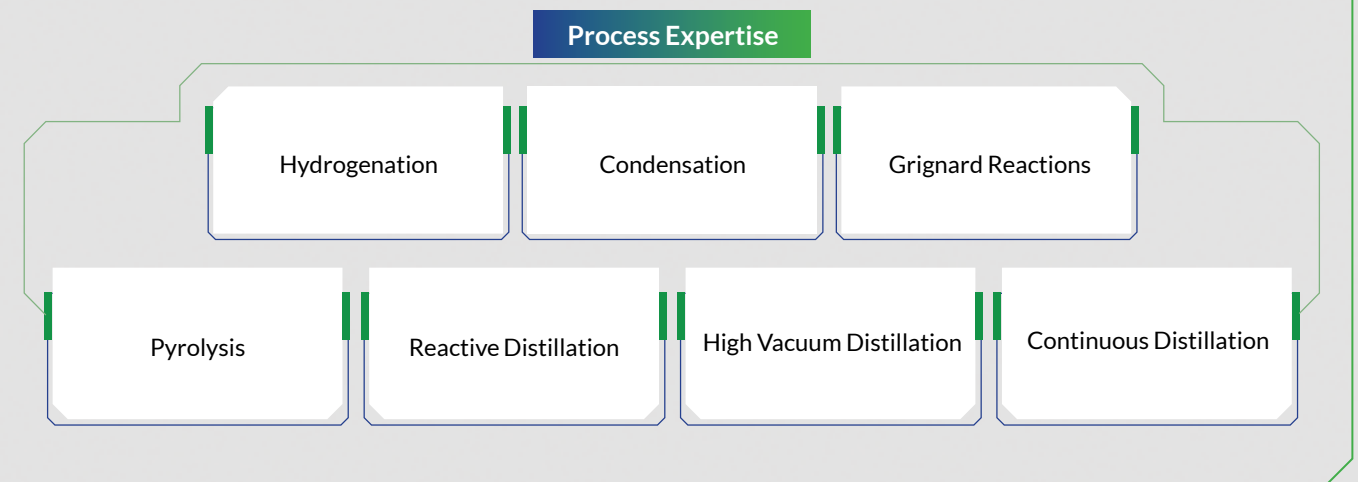 Process Expertise
Hydrogenation
Condensation
Grignard Reactions
Pyrolysis
Reactive Distillation
High Vacuum Distillation
Continuous Distillation